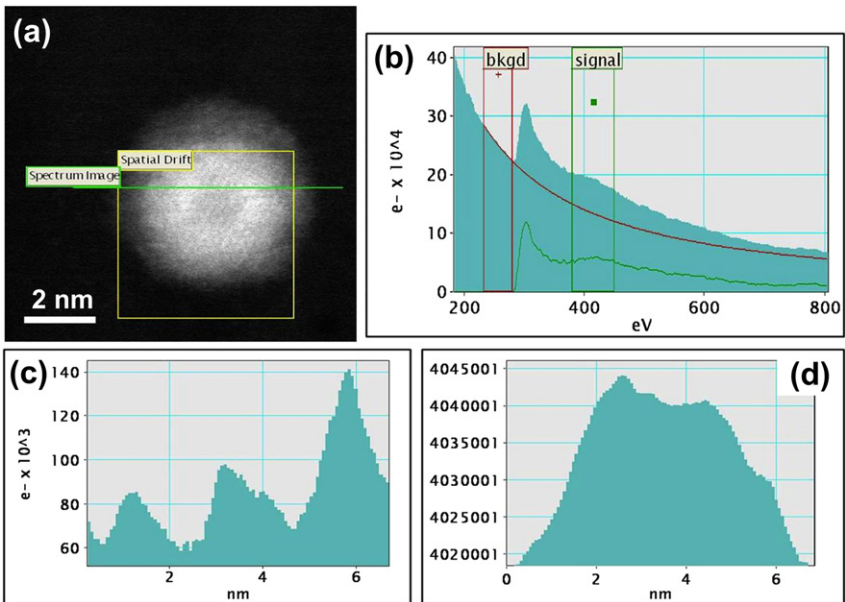 (a)
Spatial Drift
Spectrum Image
2 nm
(b)
bkgd
signal
40
30
20
10
0
e- x 10^4
200
400
600
800
eV
(c)
140
120
100
80
60
e- x 10^3
2
4
6
nm
(d)
4045001
4040001
4035001
4030001
4025001
4020001
0
2
4
6
nm